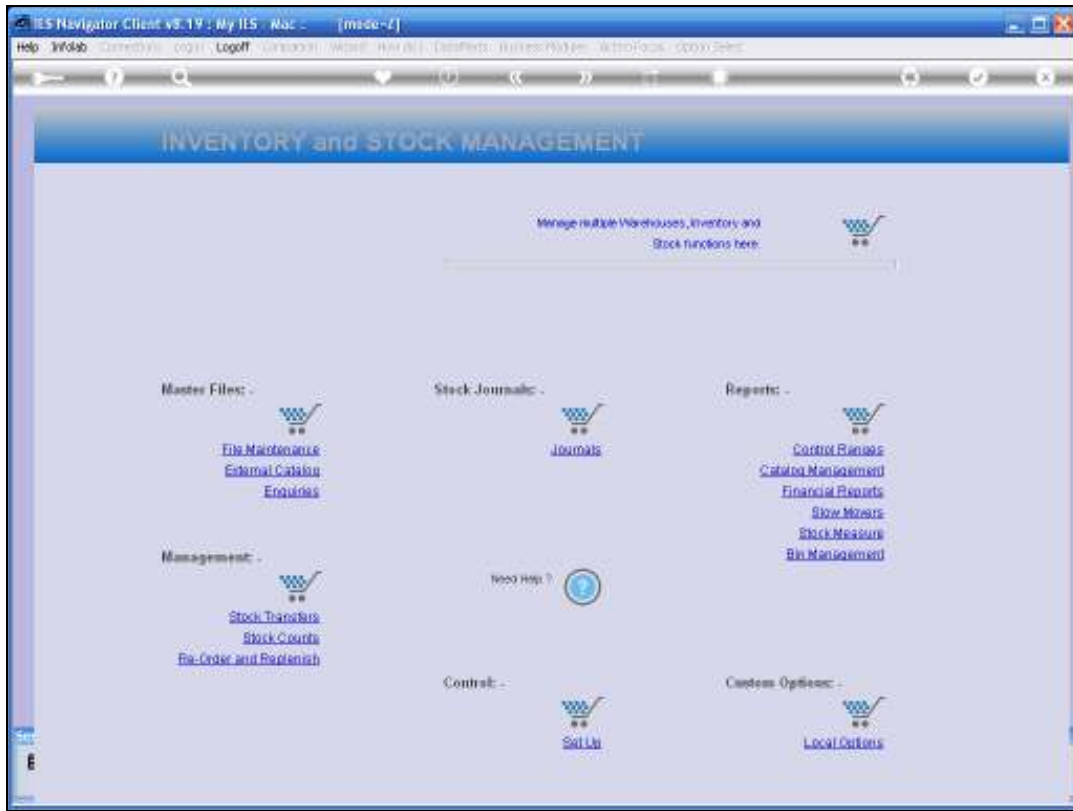 IES Navigator Client v8.19 : My IES - Mac : [mode-Z]
Help Infolab Logoff
INVENTORY and STOCK MANAGEMENT
Manage multiple Warehouses, Inventory and
Stock functions here.
Master Files: -
File Maintenance
External Catalog
Enquiries
Stock Journals: -
Journals
Reports: -
Control Ranges
Catalog Management
Financial Reports
Slow Movers
Stock Measure
Bin Management
Management: -
Stock Transfers
Stock Counts
Re-Order and Replenish
Need Help ?
Control: -
Set Up
Custom Options: -
Local Options